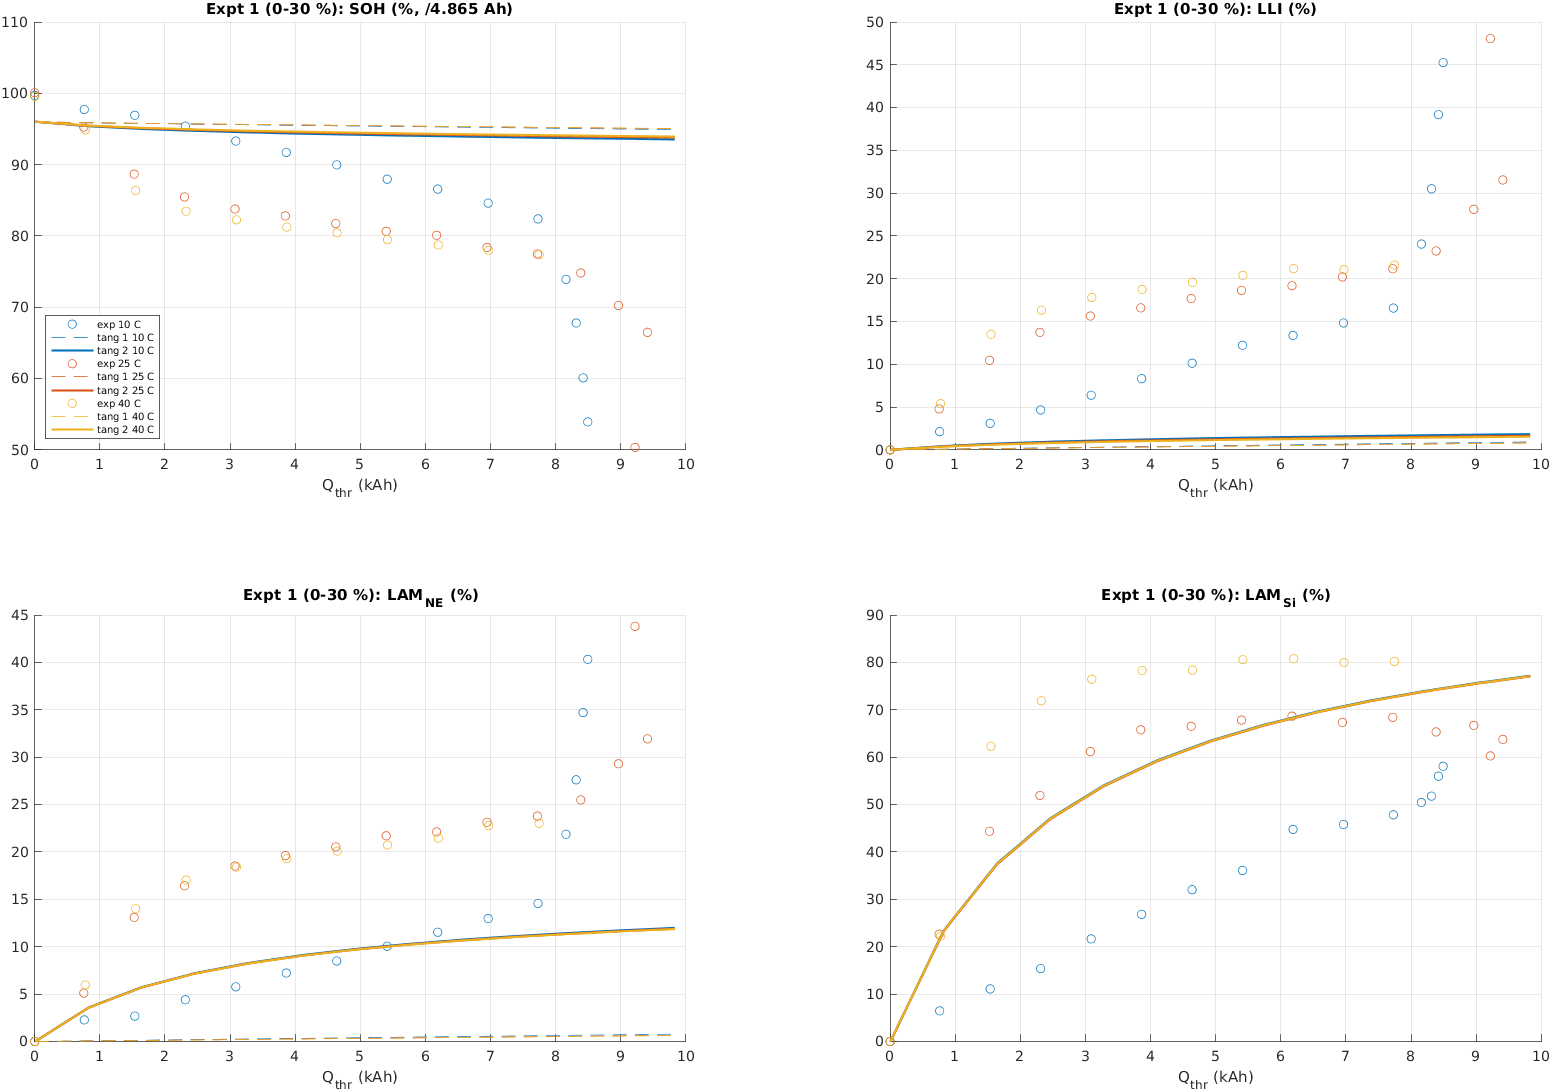 Expt 1 (0-30 %): SOH (%, /4.865 Ah)
110
100
90
80
70
60
50
exp 10 C
tang 1 10 C
tang 2 10 C
exp 25 C
tang 1 25 C
tang 2 25 C
exp 40 C
tang 1 40 C
tang 2 40 C
0 1 2 3 4 5 6 7 8 9 10
Qthr (kAh)
Expt 1 (0-30 %): LLI (%)
50
45
40
35
30
25
20
15
10
5
0
0 1 2 3 4 5 6 7 8 9 10
Qthr (kAh)
Expt 1 (0-30 %): LAMNE (%)
45
40
35
30
25
20
15
10
5
0
0 1 2 3 4 5 6 7 8 9 10
Qthr (kAh)
Expt 1 (0-30 %): LAMSi (%)
90
80
70
60
50
40
30
20
10
0
0 1 2 3 4 5 6 7 8 9 10
Qthr (kAh)